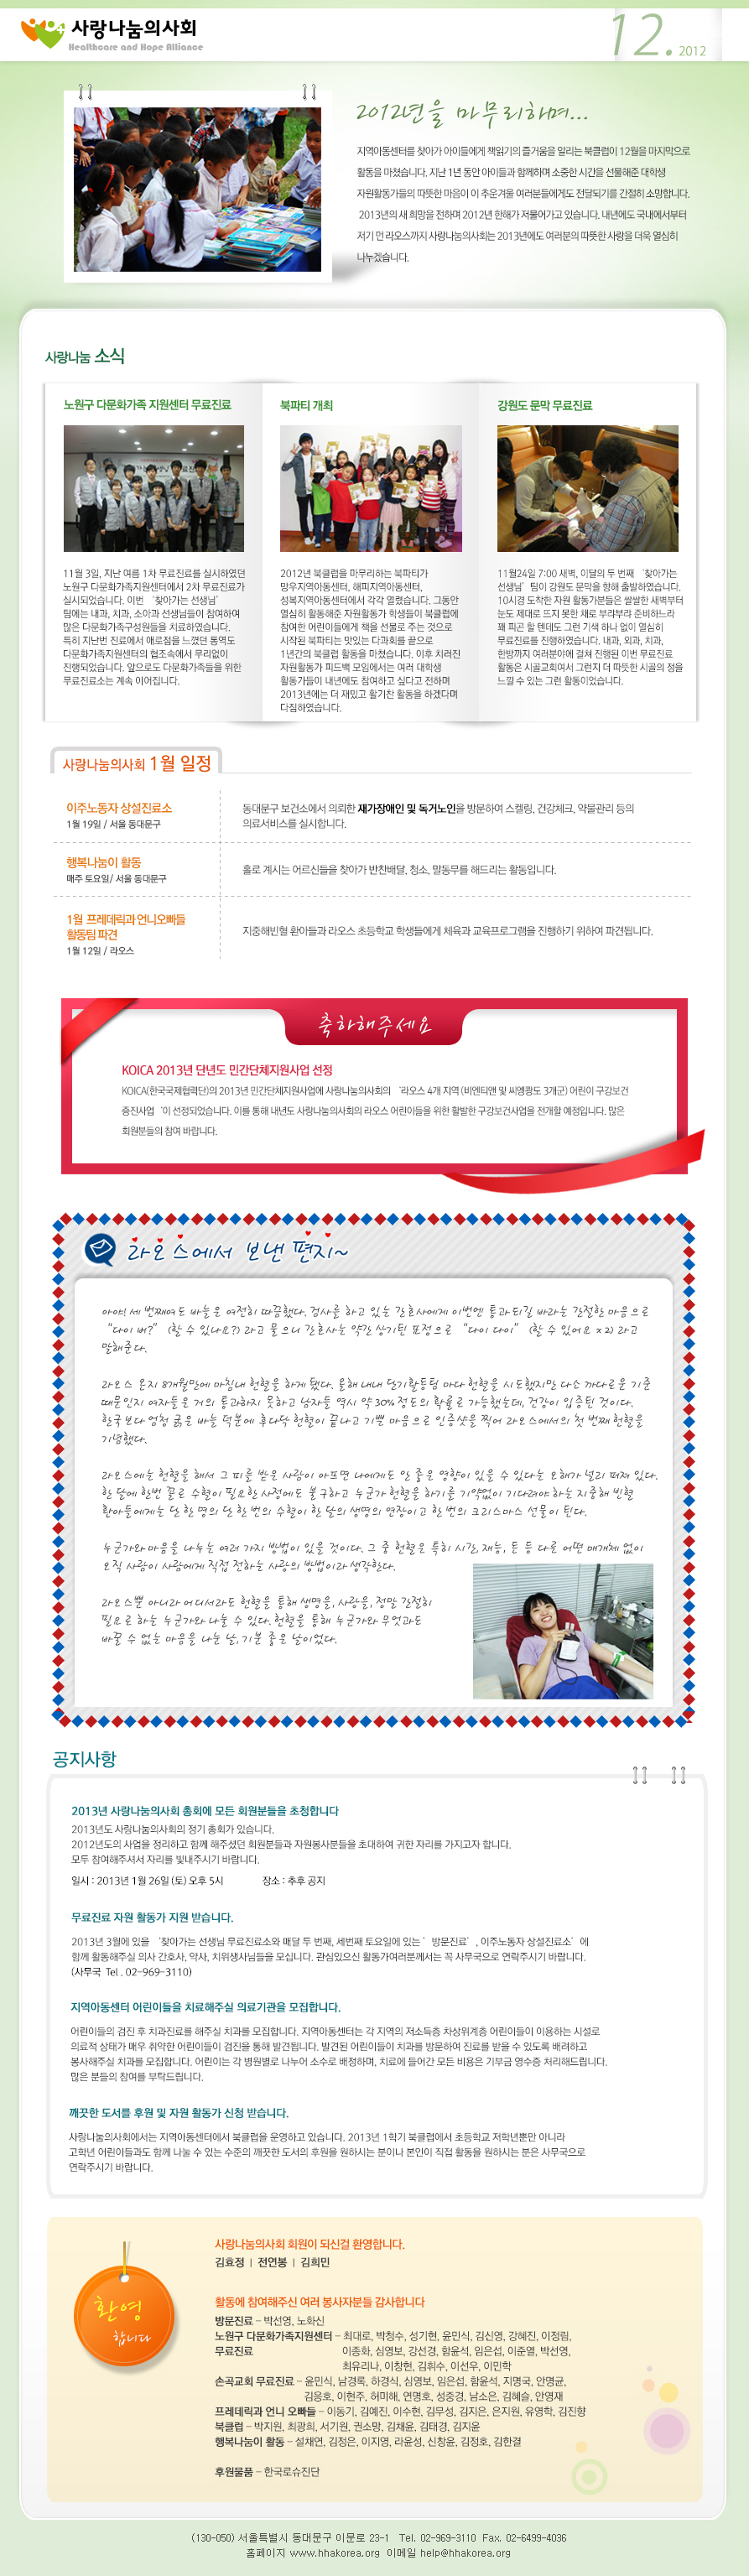 사랑나눔의사회
Healthcare and Hope Alliance
12. 2012
2012년을 마무리하며...
지역아동센터를 찾아가 아이들에게 책읽기의 즐거움을 알리는 북클럽이 12월을 마지막으로
활동을 마쳤습니다. 지난 1년 동안 아이들과 함께하며 소중한 시간을 선물해준 대학생
자원활동가들의 따뜻한 마음이 이 추운겨울 여러분들에게도 전달되기를 간절히 소망합니다.
2013년의 새 희망을 전하며 2012년 한해가 저물어가고 있습니다. 내년에도 국내에서부터
저기 먼 라오스까지 사랑나눔의사회는 2013년에도 여러분의 따뜻한 사랑을 더욱 열심히
나누겠습니다.
사랑나눔 소식
노원구 다문화가족 지원센터 무료진료
11월 3일, 지난 여름 1차 무료진료를 실시하였던
노원구 다문화가족지원센터에서 2차 무료진료가
실시되었습니다. 이번 ‘찾아가는 선생님’
팀에는 내과, 치과, 소아과 선생님들이 참여하여
많은 다문화가족구성원들을 치료하였습니다.
특히 지난번 진료에서 애로점을 느꼈던 통역도
다문화가족지원센터의 협조속에서 무리없이
진행되었습니다. 앞으로도 다문화가족들을 위한
무료진료소는 계속 이어집니다.
북파티 개최
2012년 북클럽을 마무리하는 북파티가
망우지역아동센터, 해피지역아동센터,
성북지역아동센터에서 각각 열렸습니다. 그동안
열심히 활동해준 자원활동가 학생들이 북클럽에
참여한 어린이들에게 책을 선물로 주는 것으로
시작된 북파티는 맛있는 다과회를 끝으로
1년간의 북클럽 활동을 마쳤습니다. 이후 치러진
자원활동가 피드백 모임에서는 여러 대학생
활동가들이 내년에도 참여하고 싶다고 전하며
2013년에는 더 재밌고 활기찬 활동을 하겠다며
다짐하였습니다.
강원도 문막 무료진료
11월24일 7:00 새벽, 이달의 두 번째 ‘찾아가는
선생님’팀이 강원도 문막을 향해 출발하였습니다.
10시경 도착한 자원 활동가분들은 쌀쌀한 새벽부터
눈도 제대로 뜨지 못한 새로 부랴부랴 준비하느라
꽤 피곤 할 텐데도 그런 기색 하나 없이 열심히
무료진료를 진행하였습니다. 내과, 외과, 치과,
한방까지 여러분야에 걸쳐 진행된 이번 무료진료
활동은 시골교회여서 그런지 더 따뜻한 시골의 정을
느낄 수 있는 그런 활동이었습니다.
사랑나눔의사회 1월 일정
이주노동자 상설진료소
1월 19일 / 서울 동대문구
동대문구 보건소에서 의뢰한 재가장애인 및 독거노인을 방문하여 스켈링, 건강체크, 약물관리 등의
의료서비스를 실시합니다.
행복나눔이 활동
매주 토요일/ 서울 동대문구
홀로 계시는 어르신들을 찾아가 반찬배달, 청소, 말동무를 해드리는 활동입니다.
1월 프레데릭과 언니오빠들
활동팀 파견
1월 12일 / 라오스
지중해빈혈 환아들과 라오스 초등학교 학생들에게 체육과 교육프로그램을 진행하기 위하여 파견됩니다.
축하해주세요
KOICA 2013년 단년도 민간단체지원사업 선정
KOICA(한국국제협력단)의 2013년 민간단체지원사업에 사랑나눔의사회의 ‘라오스 4개 지역 (비엔티앤 및 씨엥쾅도 3개군) 어린이 구강보건
증진사업 ‘이 선정되었습니다. 이를 통해 내년도 사랑나눔의사회의 라오스 어린이들을 위한 활발한 구강보건사업을 전개할 예정입니다. 많은
회원분들의 참여 바랍니다.
라오스에서 보낸 편지~
아야! 세 번째여도 바늘은 여전히 따끔했다. 검사를 하고 있는 간호사에게 이번엔 통과되길 바라는 간절한 마음으로
“다이 버?” (할 수 있나요?) 라고 물으니 간호사는 약간 상기된 표정으로 “다이 다이” (할 수 있어요 x 2) 라고
말해준다.
라오스 온지 8개월만에 마침내 헌혈을 하게 됐다. 올해 내내 단기활동팀 마다 헌혈을 시도했지만 다소 까다로운 기준
때문인지 여자들은 거의 통과하지 못하고 남자들 역시 약 30% 정도의 확률로 가능했는데, 건강이 입증된 것이다.
한국 보다 엄청 굵은 바늘 덕분에 후다닥 헌혈이 끝나고 기쁜 마음으로 인증샷을 찍어 라오스에서의 첫 번째 헌혈을
기념했다.
라오스에는 헌혈을 해서 그 피를 받은 사람이 아프면 나에게도 안 좋은 영향이 있을 수 있다는 오해가 널리 퍼져 있다.
한 달에 한번 꼴로 수혈이 필요한 사정에도 불구하고 누군가 헌혈을 하기를 기약없이 기다려야 하는 지중해 빈혈
환아들에게는 단 한 명의 단 한 번의 수혈이 한 달의 생명의 연장이고 한 번의 크리스마스 선물이 된다.
누군가와 마음을 나누는 여러 가지 방법이 있을 것이다. 그 중 헌혈은 특히 시간, 재능, 돈 등 다른 어떤 매개체 없이
오직 사람이 사람에게 직접 전하는 사랑의 방법이라 생각한다.
라오스뿐 아니라 어디서라도 헌혈을 통해 생명을, 사랑을, 정말 간절히
필요로 하는 누군가와 나눌 수 있다. 헌혈을 통해 누군가와 무엇과도
바꿀 수 없는 마음을 나눈 날, 기분 좋은 날이었다.
공지사항
2013년 사랑나눔의사회 총회에 모든 회원분들을 초청합니다
2013년도 사랑나눔의사회의 정기 총회가 있습니다.
2012년도의 사업을 정리하고 함께 해주셨던 회원분들과 자원봉사분들을 초대하여 귀한 자리를 가지고자 합니다.
모두 참여해주셔서 자리를 빛내주시기 바랍니다.
일시 : 2013년 1월 26일 (토) 오후 5시 장소 : 추후 공지
무료진료 자원 활동가 지원 받습니다.
2013년 3월에 있을 ‘찾아가는 선생님 무료진료소와 매달 두 번째, 세번째 토요일에 있는 ’방문진료’, 이주노동자 상설진료소’에
함께 활동해주실 의사 간호사, 약사, 치위생사님들을 모십니다. 관심있으신 활동가여러분께서는 꼭 사무국으로 연락주시기 바랍니다.
(사무국 Tel . 02-969-3110)
지역아동센터 어린이들을 치료해주실 의료기관을 모집합니다.
어린이들의 검진 후 치과진료를 해주실 치과를 모집합니다. 지역아동센터는 각 지역의 저소득층 차상위계층 어린이들이 이용하는 시설로
의료적 상태가 매우 취약한 어린이들이 검진을 통해 발견됩니다. 발견된 어린이들이 치과를 방문하여 진료를 받을 수 있도록 배려하고
봉사해주실 치과를 모집합니다. 어린이는 각 병원별로 나누어 소수로 배정하며, 치료에 들어간 모든 비용은 기부금 영수증 처리해드립니다.
많은 분들의 참여를 부탁드립니다.
깨끗한 도서를 후원 및 자원 활동가 신청 받습니다.
사랑나눔의사회에서는 지역아동센터에서 북클럽을 운영하고 있습니다. 2013년 1학기 북클럽에서 초등학교 저학년뿐만 아니라
고학년 어린이들과도 함께 나눌 수 있는 수준의 깨끗한 도서의 후원을 원하시는 분이나 본인이 직접 활동을 원하시는 분은 사무국으로
연락주시기 바랍니다.
환영
합니다
사랑나눔의사회 회원이 되신걸 환영합니다.
김효정 | 전연봉 | 김희민
활동에 참여해주신 여러 봉사자분들 감사합니다
방문진료 – 박선영, 노화신
노원구 다문화가족지원센터 – 최대로, 박청수, 성기현, 윤민식, 김신영, 강혜진, 이정림,
무료진료 이종화, 심영보, 강선경, 함윤석, 임은섭, 이준열, 박선영,
최유리나, 이창현, 김휘수, 이선우, 이민학
손곡교회 무료진료 – 윤민식, 남경록, 하경식, 심영보, 임은섭, 함윤석, 지명국, 안명균,
김응호, 이현주, 허미해, 연명호, 성중경, 남소은, 김혜슬, 안영재
프레데릭과 언니 오빠들 – 이동기, 김예진, 이수현, 김무성, 김지은, 은지원, 유영학, 김진향
북클럽 – 박지원, 최광희, 서기원, 권소망, 김채윤, 김태경, 김지윤
행복나눔이 활동 – 설채연, 김정은, 이지영, 라윤성, 신창윤, 김정호, 김한결
후원물품 – 한국로슈진단
(130-050) 서울특별시 동대문구 이문로 23-1 Tel. 02-969-3110 Fax. 02-6499-4036
홈페이지 www.hhakorea.org 이메일 help@hhakorea.org